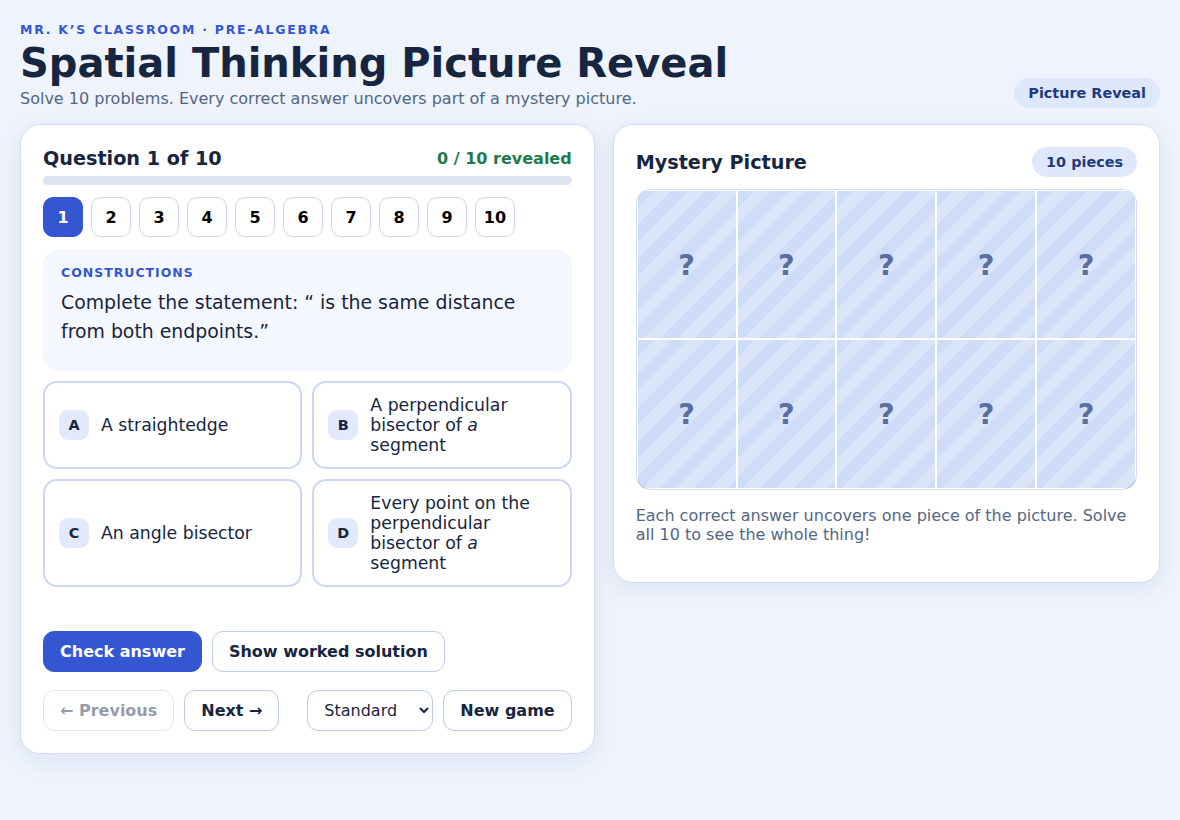 MR. K’S CLASSROOM · PRE-ALGEBRA
Spatial Thinking Picture Reveal
Solve 10 problems. Every correct answer uncovers part of a mystery picture.
Picture Reveal
Question 1 of 10
0 / 10 revealed
1 2 3 4 5 6 7 8 9 10
CONSTRUCTIONS
Complete the statement: “ is the same distance
from both endpoints.”
A A straightedge
B A perpendicular
bisector of a
segment
C An angle bisector
D Every point on the
perpendicular
bisector of a
segment
Check answer
Show worked solution
← Previous
Next →
Standard
New game
Mystery Picture
10 pieces
? ? ? ? ?
? ? ? ? ?
Each correct answer uncovers one piece of the picture. Solve
all 10 to see the whole thing!